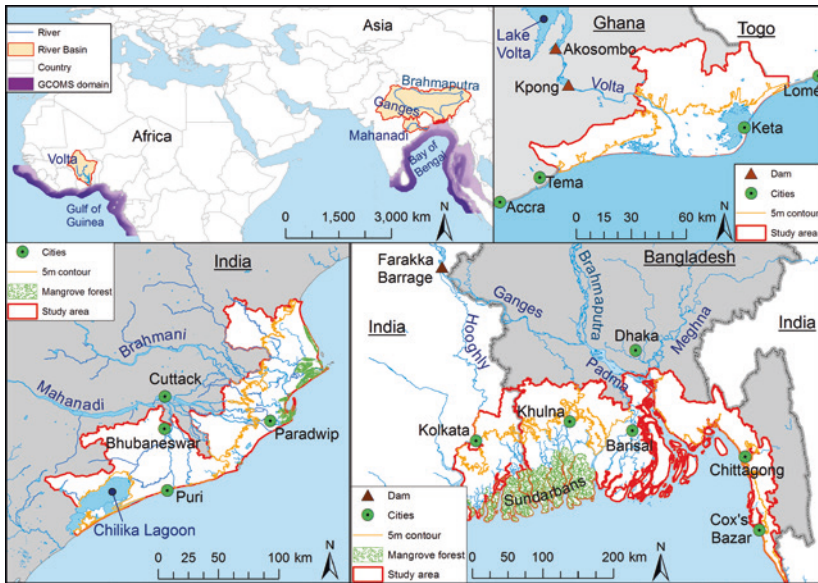 River
River Basin
Country
GCOMS domain
Asia
Brahmaputra
Ganges
Mahanadi
Africa
Volta
Bay of
Bengal
Gulf of
Guinea
0 1,500 3,000 km
N
Ghana
Togo
Lake
Volta
Akosombo
Kpong
Volta
Lomé
Keta
Tema
Accra
Dam
Cities
5m contour
Study area
0 15 30 60 km
N
Cities
5m contour
Mangrove forest
Study area
India
Brahmani
Mahanadi
Cuttack
Bhubaneswar
Paradwip
Puri
Chilika Lagoon
0 25 50 100 km
N
Farakka
Barrage
Bangladesh
Ganges
Brahmaputra
India
Hooghly
Dhaka
Meghna
India
Padma
Kolkata
Khulna
Barisal
Chittagong
Sundarbans
Cox's
Bazar
Dam
Cities
5m contour
Mangrove forest
Study area
0 50 100 200 km
N